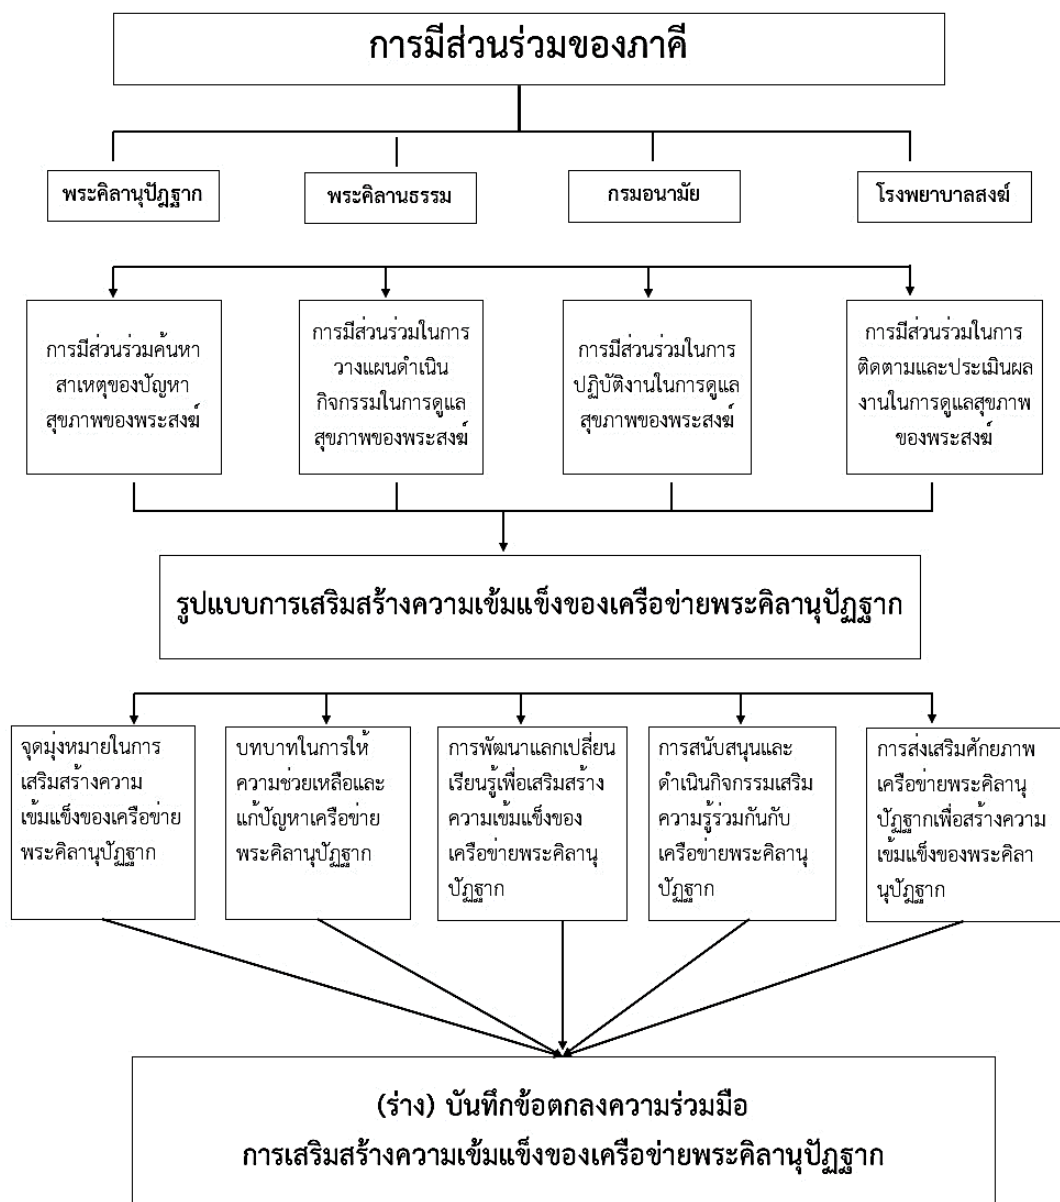 การมีส่วนร่วมของภาคี
พระคิลานุปัฏฐาก
พระคิลานธรรม
กรมอนามัย
โรงพยาบาลสงฆ์
การมีส่วนร่วมค้นหา
สาเหตุของปัญหา
สุขภาพของพระสงฆ์
การมีส่วนร่วมในการ
วางแผนดำเนิน
กิจกรรมในการดูแล
สุขภาพของพระสงฆ์
การมีส่วนร่วมในการ
ปฏิบัติงานในการดูแล
สุขภาพของพระสงฆ์
การมีส่วนร่วมในการ
ติดตามและประเมินผล
งานในการดูแลสุขภาพ
ของพระสงฆ์
รูปแบบการเสริมสร้างความเข้มแข็งของเครือข่ายพระคิลานุปัฏฐาก
จุดมุ่งหมายในการ
เสริมสร้างความ
เข้มแข็งของเครือข่าย
พระคิลานุปัฏฐาก
บทบาทในการให้
ความช่วยเหลือและ
แก้ปัญหาเครือข่าย
พระคิลานุปัฏฐาก
การพัฒนาแลกเปลี่ยน
เรียนรู้เพื่อเสริมสร้าง
ความเข้มแข็งของ
เครือข่ายพระคิลานุ
ปัฏฐาก
การสนับสนุนและ
ดำเนินกิจกรรมเสริม
ความรู้ร่วมกันกับ
เครือข่ายพระคิลานุ
ปัฏฐาก
การส่งเสริมศักยภาพ
เครือข่ายพระคิลานุ
ปัฏฐากเพื่อสร้างความ
เข้มแข็งของพระคิลา
นุปัฏฐาก
(ร่าง) บันทึกข้อตกลงความร่วมมือ
การเสริมสร้างความเข้มแข็งของเครือข่ายพระคิลานุปัฏฐาก